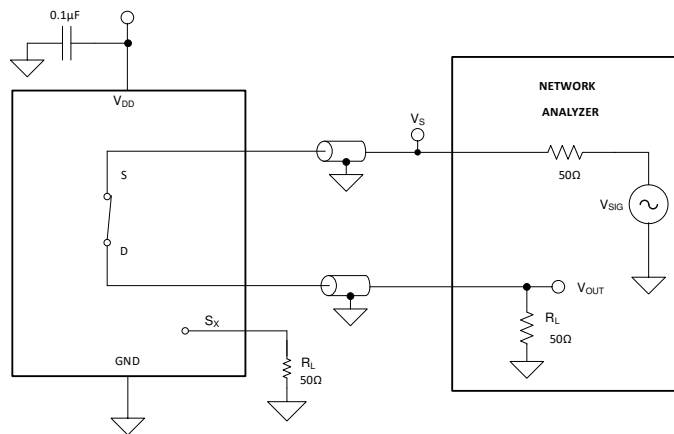 0.1µF
V_DD
NETWORK
ANALYZER
V_S
S
50Ω
V_SIG
D
V_OUT
S_X
R_L
50Ω
GND
R_L
50Ω